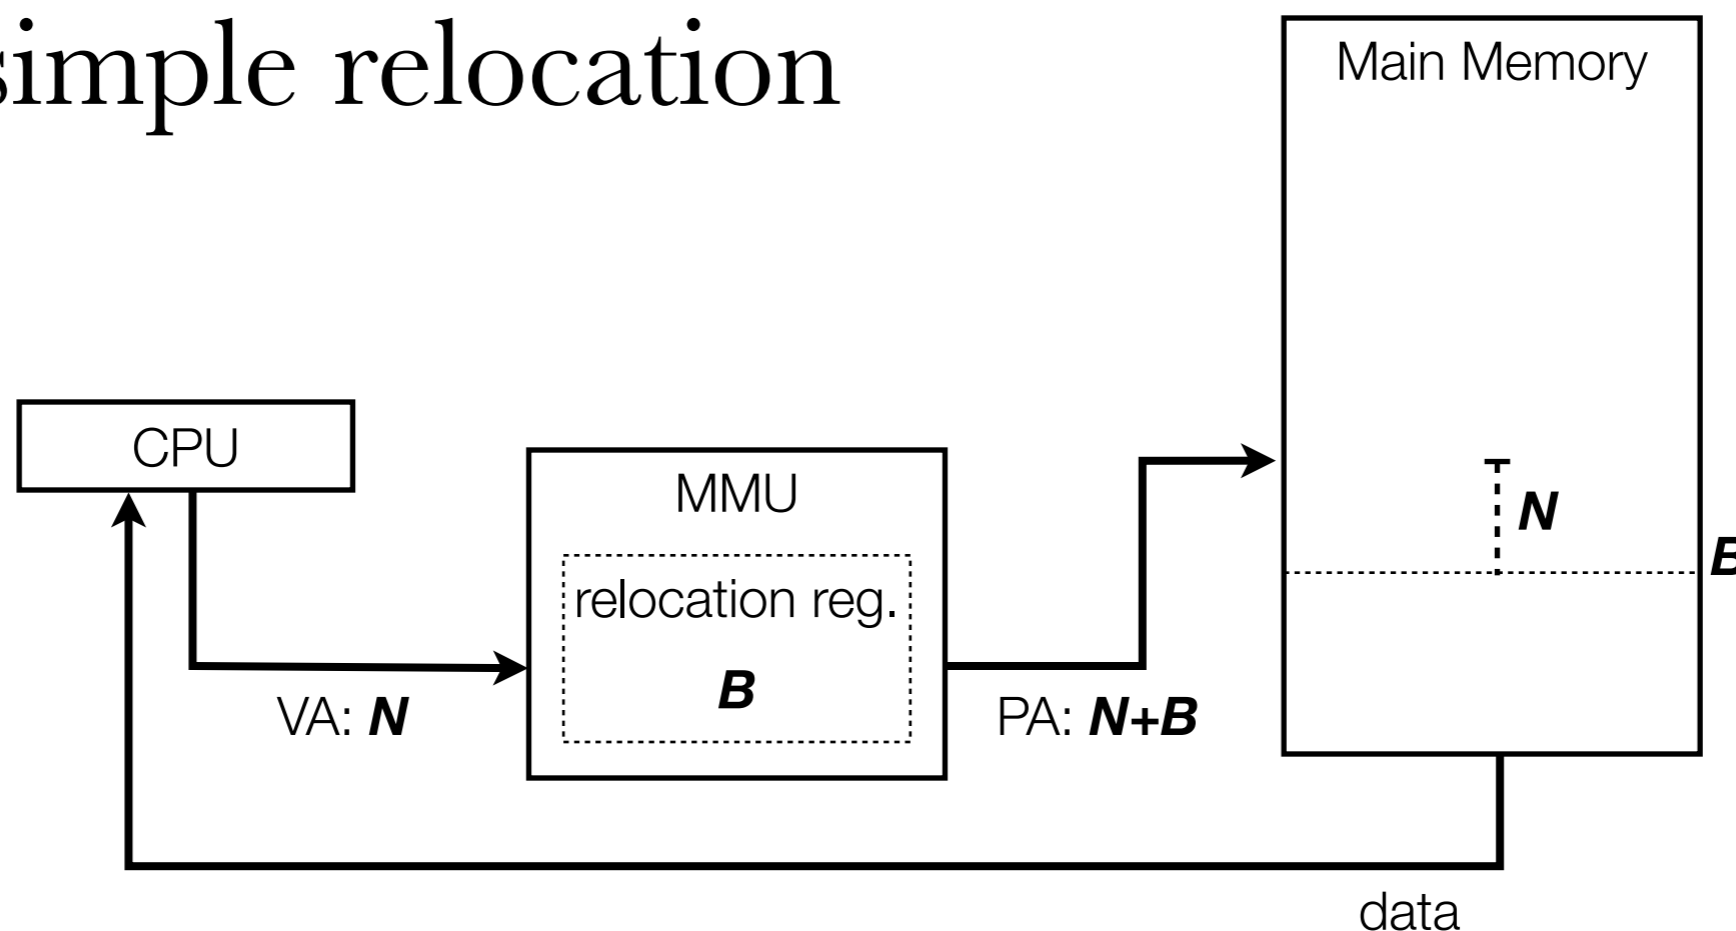 simple relocation
Main Memory
CPU
MMU
N
B
relocation reg.
B
VA: N
PA: N+B
data